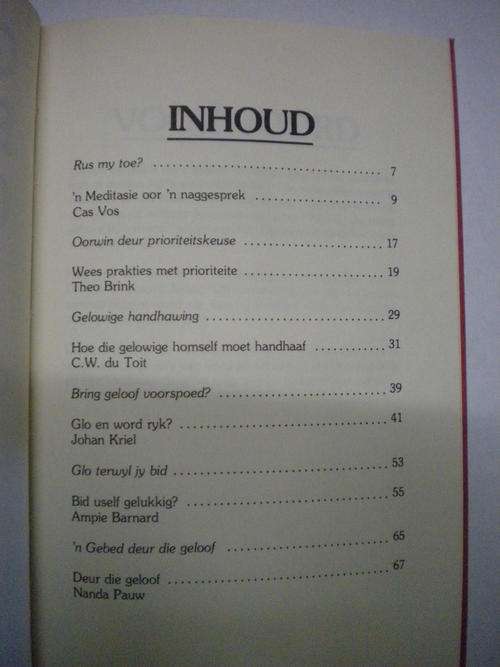 INHOUD
Rus my toe? ................................ 7
'n Meditasie oor 'n naggesprek .................... 9
Cas Vos
Oorwin deur prioriteitskeuse ...................... 17
Wees prakties met prioriteite ...................... 19
Theo Brink
Gelowige handhawing ............................ 29
Hoe die gelowige homself moet handhaaf ........... 31
C.W. du Toit
Bring geloof voorspoed? .......................... 39
Glo en word ryk? ................................ 41
Johan Kriel
Glo terwyl jy bid ................................ 53
Bid uself gelukkig? ............................... 55
Ampie Barnard
'n Gebed deur die geloof ......................... 65
Deur die geloof ................................. 67
Nanda Pauw